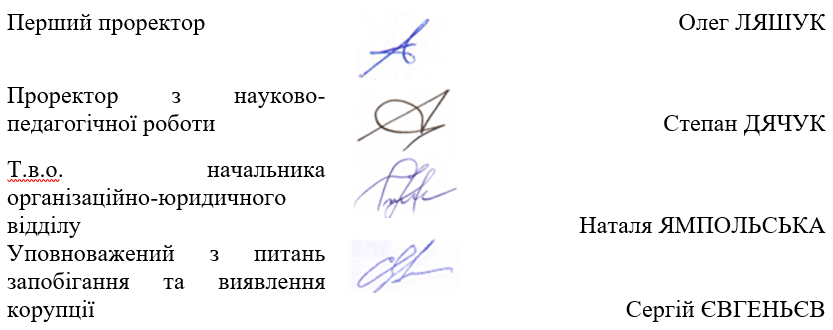 Перший проректор Олег ЛЯШУК
Проректор з науково-
педагогічної роботи Степан ДЯЧУК
Т.в.о. начальника
організаційно-юридичного
відділу Наталя ЯМПОЛЬСЬКА
Уповноважений з питань
запобігання та виявлення
корупції Сергій ЄВГЕНЬЄВ